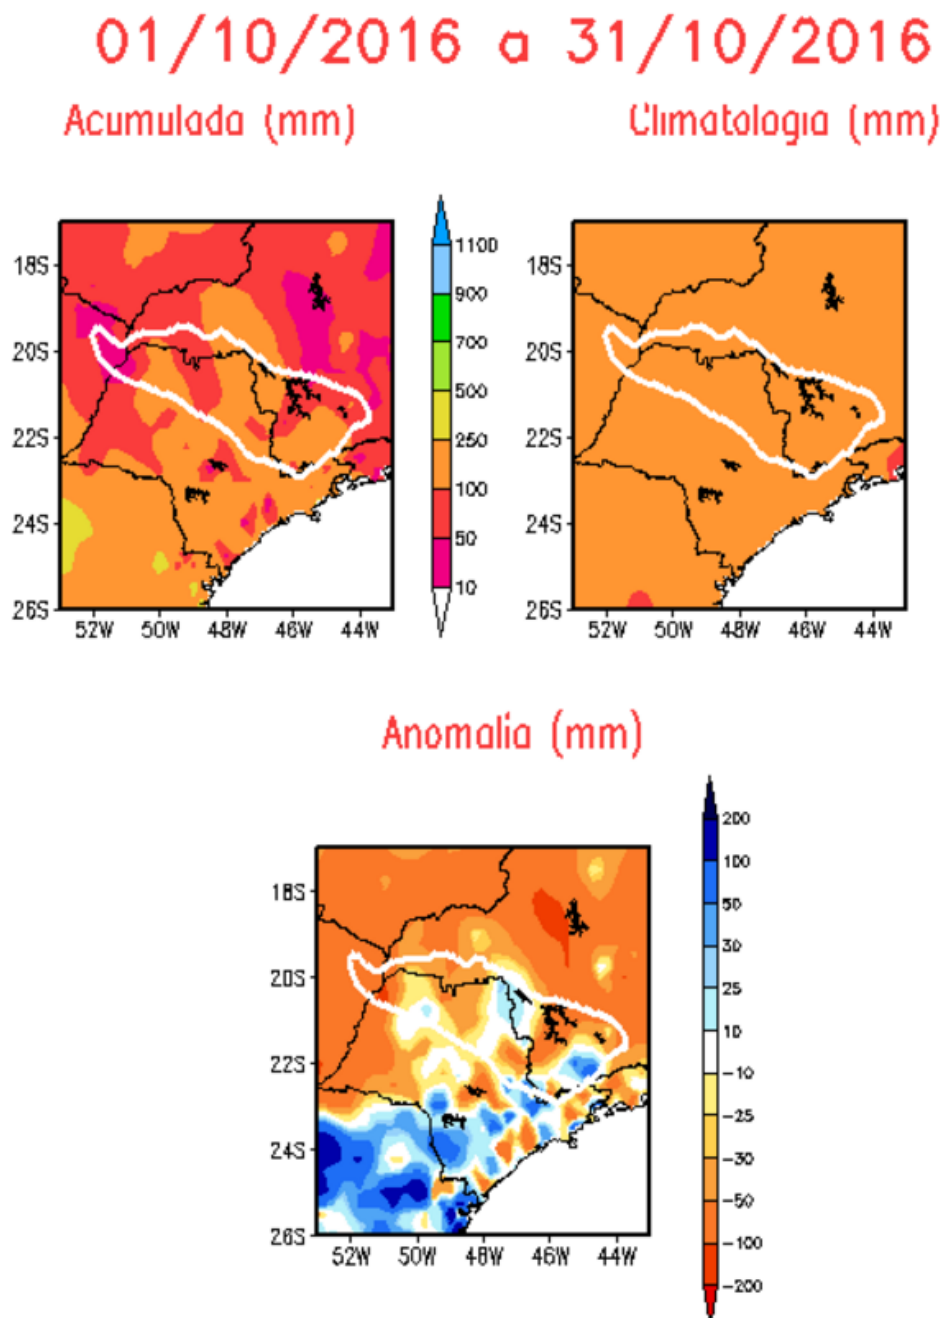 01/10/2016 a 31/10/2016
Acumulada (mm)
Climatologia (mm)
18S
20S
22S
24S
26S
52W 50W 48W 46W 44W
1100
900
700
500
250
100
50
10
18S
20S
22S
24S
26S
52W 50W 48W 46W 44W
Anomalia (mm)
18S
20S
22S
24S
26S
52W 50W 48W 46W 44W
200
100
50
30
25
10
-10
-25
-30
-50
-100
-200